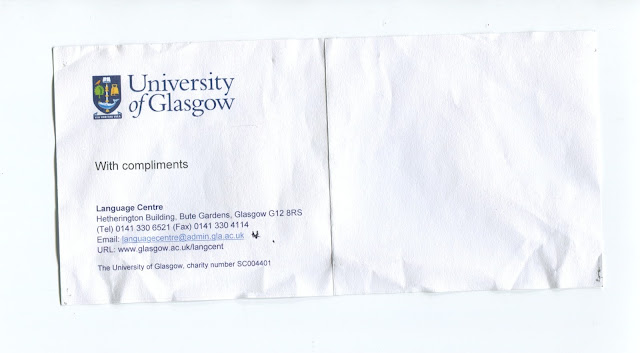 University
of Glasgow
With compliments
Language Centre
Hetherington Building, Bute Gardens, Glasgow G12 8RS
(Tel) 0141 330 6521 (Fax) 0141 330 4114
Email: languagecentre@admin.gla.ac.uk
URL: www.glasgow.ac.uk/langcent
The University of Glasgow, charity number SC004401